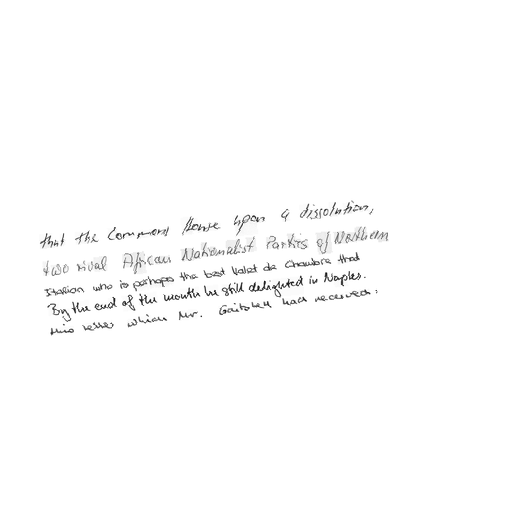 that the Commons House upon a dissolution,
two rival African Nationalist Parties of Northern
Italian who is perhaps the best Valet de Chambre that
By the end of the month he still delighted in Naples.
this letter which Mr. Gaitskell had received.